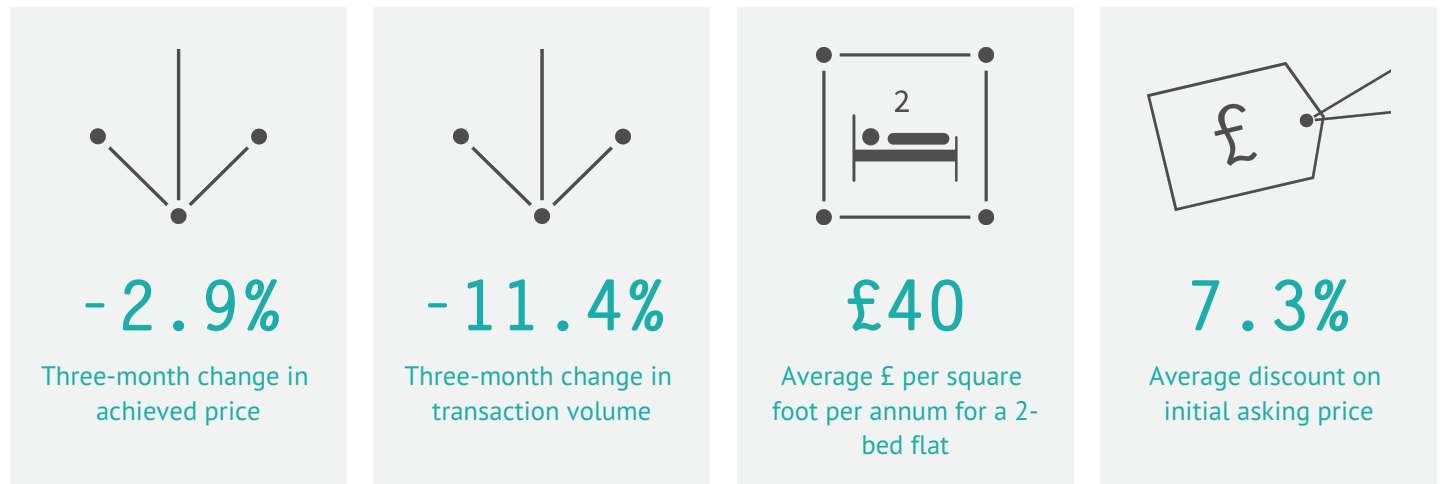 -2.9%
Three-month change in
achieved price
-11.4%
Three-month change in
transaction volume
2
£40
Average £ per square
foot per annum for a 2-
bed flat
£
7.3%
Average discount on
initial asking price